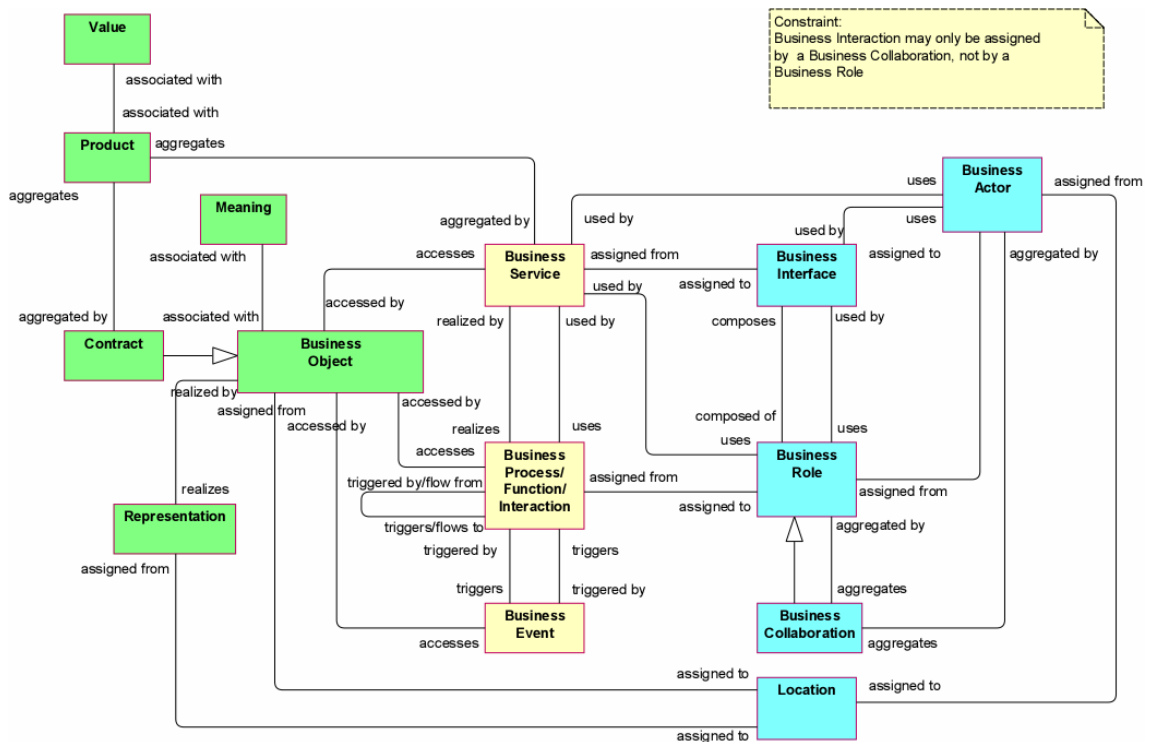 Value
Constraint:
Business Interaction may only be assigned
by a Business Collaboration, not by a
Business Role
associated with
associated with
Product
aggregates
aggregates
Business
Actor
uses
assigned from
Meaning
aggregated by
used by
uses
used by
associated with
accesses
Business
Service
assigned from
Business
Interface
assigned to
aggregated by
assigned to
used by
accessed by
aggregated by
associated with
realized by
used by
composes
used by
Contract
Business
Object
realized by
assigned from
accessed by
accessed by
composed of
realizes
uses
uses
uses
accesses
Business
Process/
Function/
Interaction
assigned from
Business
Role
triggered by/flow from
assigned from
realizes
assigned to
Representation
triggers/flows to
aggregated by
triggered by
triggers
assigned from
triggers
triggered by
aggregates
Business
Event
Business
Collaboration
accesses
aggregates
assigned to
Location
assigned to
assigned to